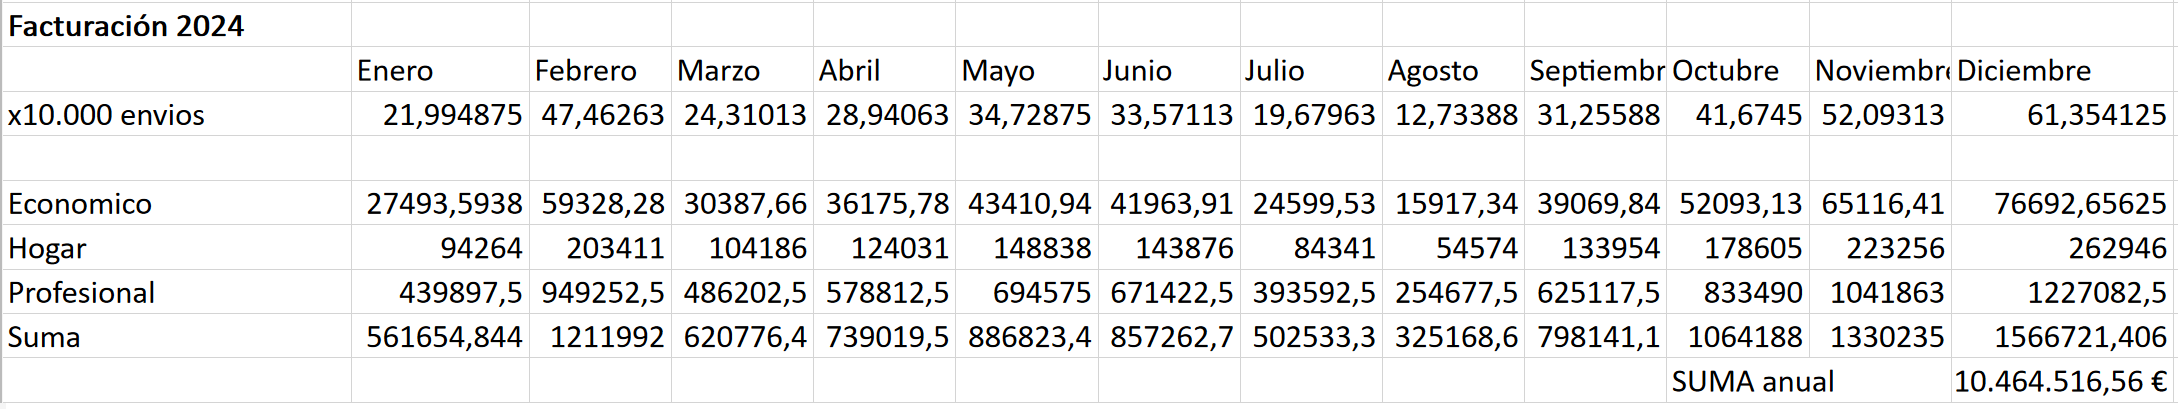 Facturación 2024
Enero Febrero Marzo Abril Mayo Junio Julio Agosto Septiembr Octubre Noviembre Diciembre
x10.000 envios 21,994875 47,46263 24,31013 28,94063 34,72875 33,57113 19,67963 12,73388 31,25588 41,6745 52,09313 61,354125
Economico 27493,5938 59328,28 30387,66 36175,78 43410,94 41963,91 24599,53 15917,34 39069,84 52093,13 65116,41 76692,65625
Hogar 94264 203411 104186 124031 148838 143876 84341 54574 133954 178605 223256 262946
Profesional 439897,5 949252,5 486202,5 578812,5 694575 671422,5 393592,5 254677,5 625117,5 833490 1041863 1227082,5
Suma 561654,844 1211992 620776,4 739019,5 886823,4 857262,7 502533,3 325168,6 798141,1 1064188 1330235 1566721,406
SUMA anual 10.464.516,56 €